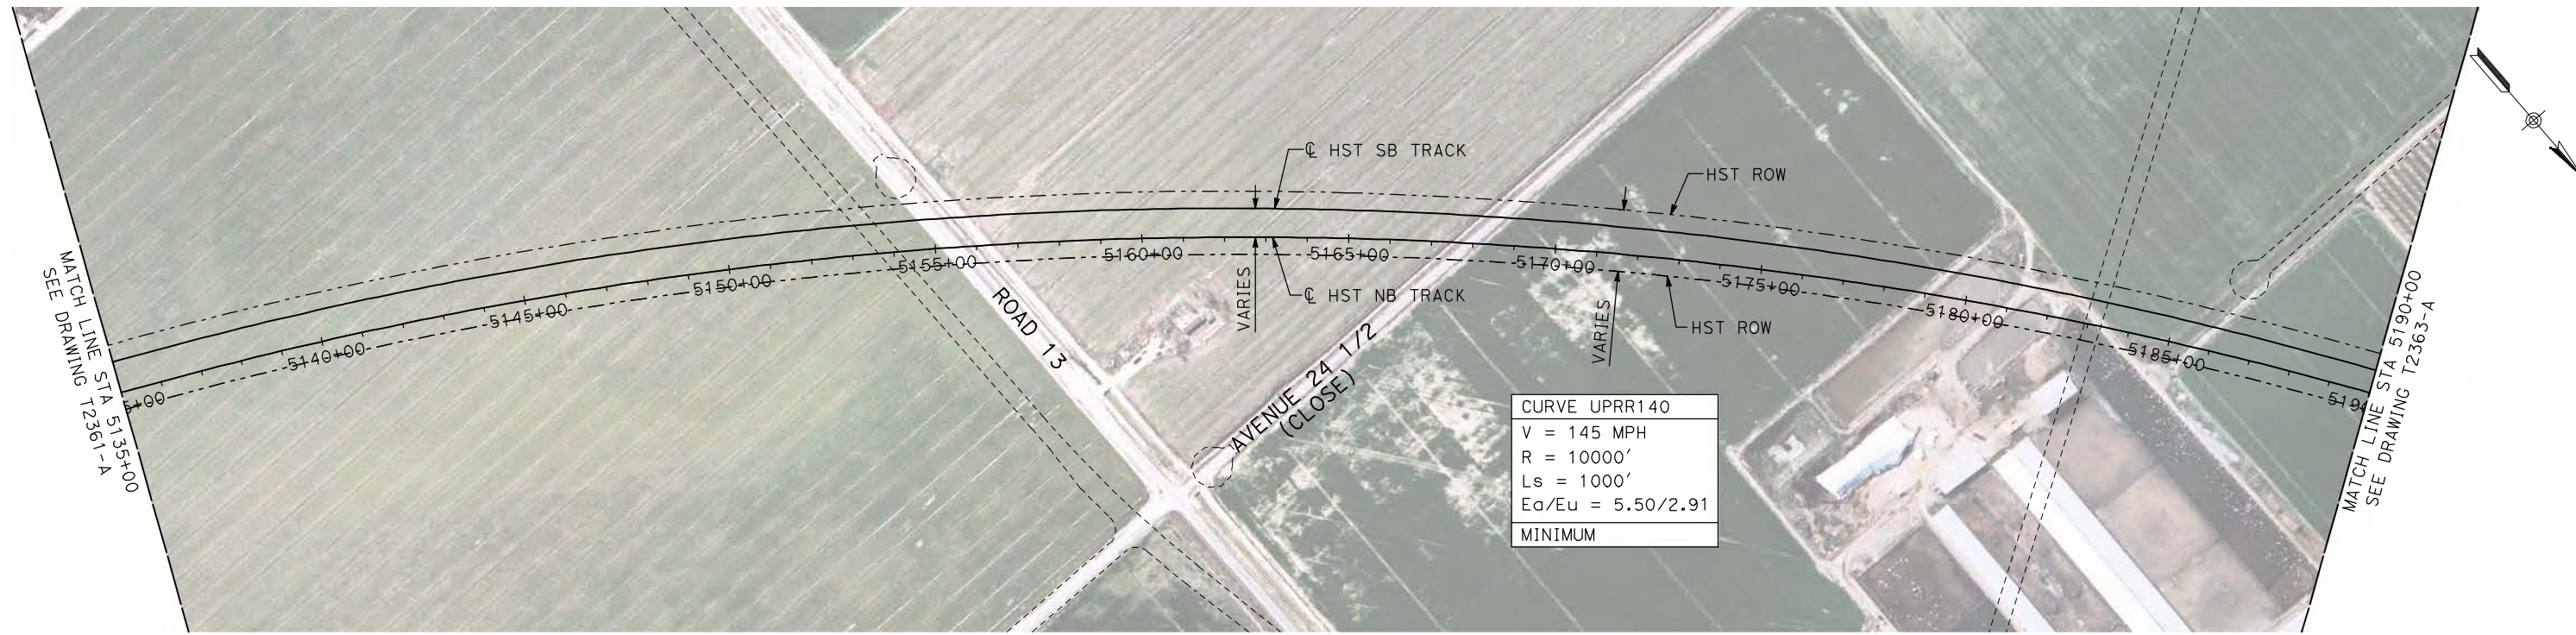 MATCH LINE STA 5135+00
SEE DRAWING T2361-A
5+00
5140+00
5145+00
5150+00
5155+00
5160+00
5165+00
5170+00
5175+00
5180+00
5185+00
519
℄ HST SB TRACK
HST ROW
VARIES
℄ HST NB TRACK
VARIES
HST ROW
ROAD 13
AVENUE 24 1/2
(CLOSE)
CURVE UPRR140
V = 145 MPH
R = 10000′
Ls = 1000′
Ea/Eu = 5.50/2.91
MINIMUM
MATCH LINE STA 5190+00
SEE DRAWING T2363-A